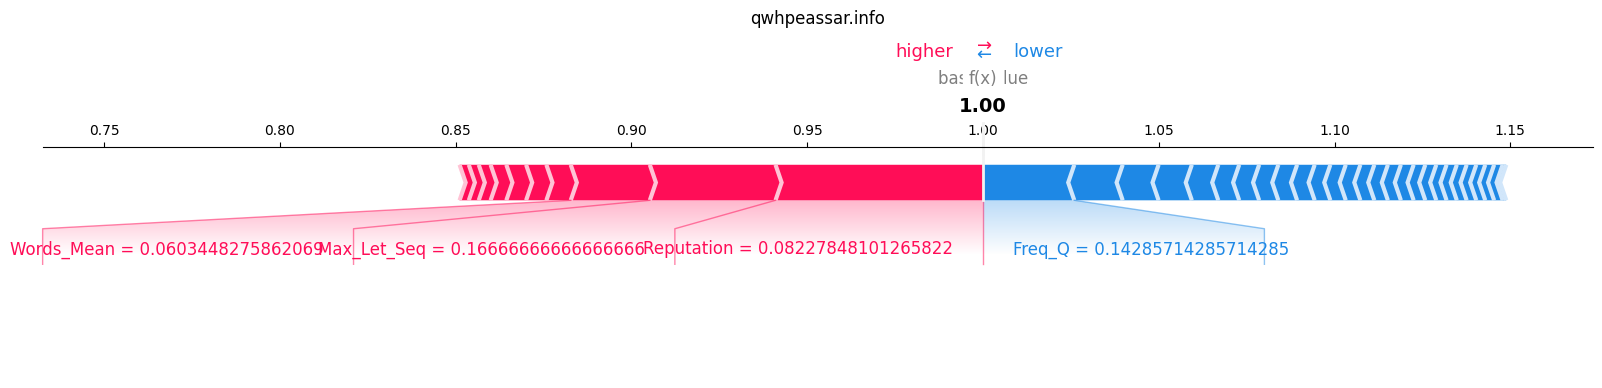 qwhpeassar.info
higher → ← lower
f(x) lue
1.00
0.75 0.80 0.85 0.90 0.95 1.00 1.05 1.10 1.15
Words_Mean = 0.0603448275862069 Max_Let_Seq = 0.16666666666666666 Reputation = 0.08227848101265822 Freq_Q = 0.14285714285714285